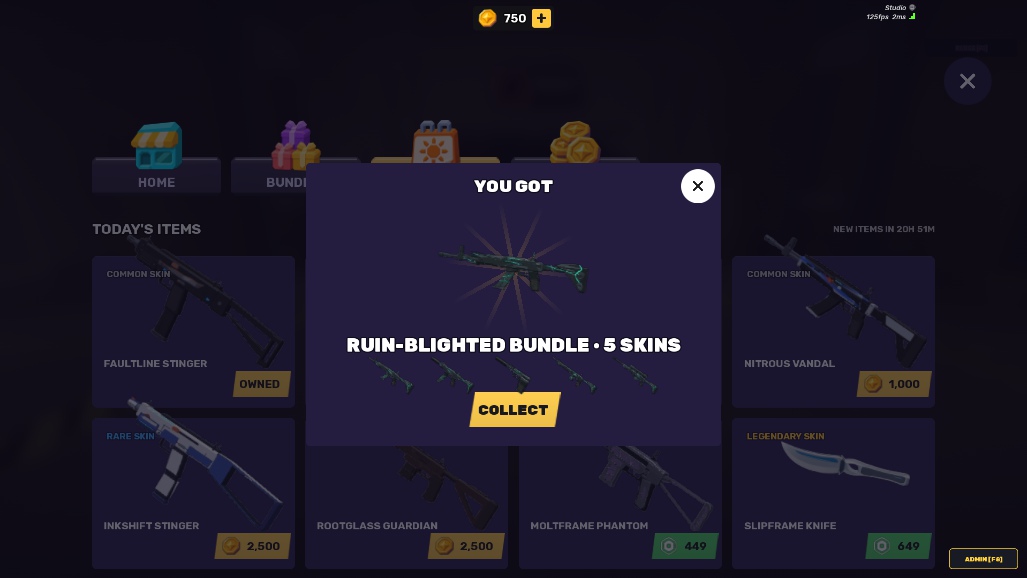 750 +
Studio
125fps 2ms
HOME
BUND
YOU GOT
TODAY'S ITEMS
NEW ITEMS IN 20H 51M
COMMON SKIN
COMMON SKIN
RUIN-BLIGHTED BUNDLE • 5 SKINS
FAULTLINE STINGER
NITROUS VANDAL
OWNED
1,000
COLLECT
RARE SKIN
LEGENDARY SKIN
INKSHIFT STINGER
ROOTGLASS GUARDIAN
MOLTFRAME PHANTOM
SLIPFRAME KNIFE
2,500
2,500
449
649
ADMIN [F6]